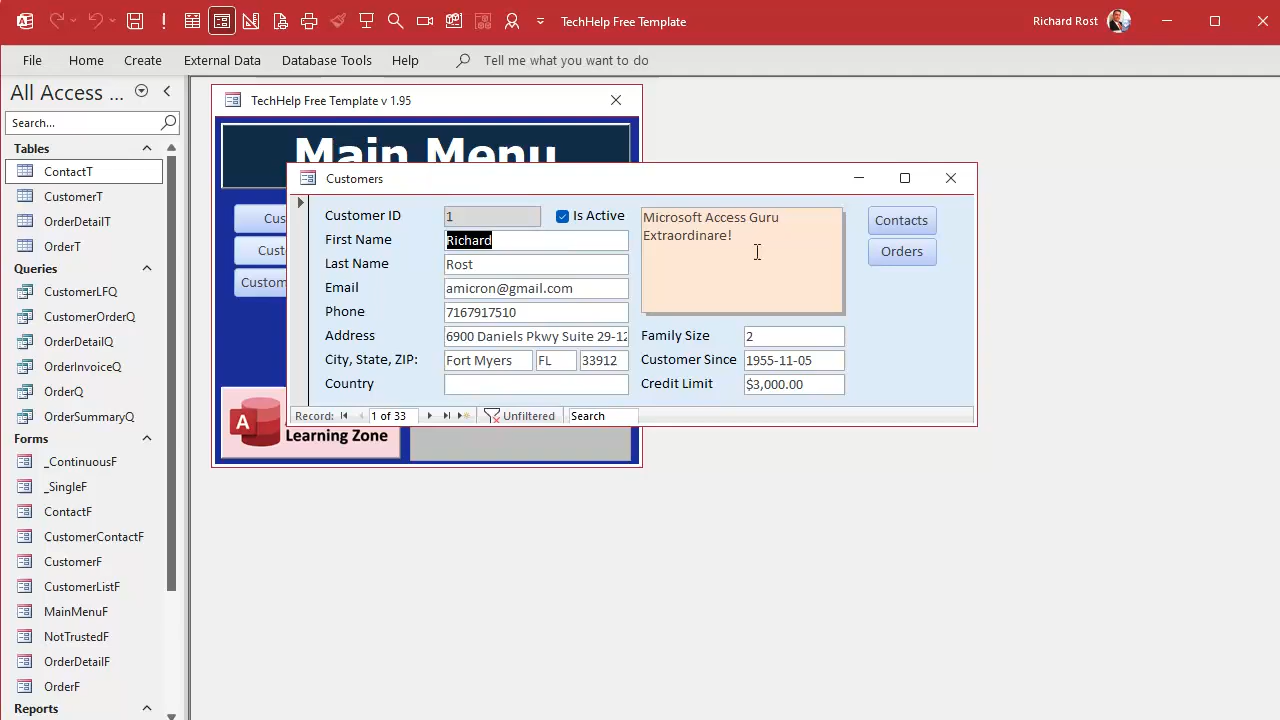 TechHelp Free Template
Richard Rost
File
Home
Create
External Data
Database Tools
Help
Tell me what you want to do
All Access ...
Search...
Tables
ContactT
CustomerT
OrderDetailT
OrderT
Queries
CustomerLFQ
CustomerOrderQ
OrderDetailQ
OrderInvoiceQ
OrderQ
OrderSummaryQ
Forms
_ContinuousF
_SingleF
ContactF
CustomerContactF
CustomerF
CustomerListF
MainMenuF
NotTrustedF
OrderDetailF
OrderF
Reports
TechHelp Free Template v 1.95
Main Menu
Cus
Cust
Custom
A
Learning Zone
Customers
Customer ID 1 Is Active
First Name Richard
Last Name Rost
Email amicron@gmail.com
Phone 7167917510
Address 6900 Daniels Pkwy Suite 29-12
City, State, ZIP: Fort Myers FL 33912
Country
Microsoft Access Guru
Extraordinare!
Family Size 2
Customer Since 1955-11-05
Credit Limit $3,000.00
Contacts
Orders
Record: 1 of 33 Unfiltered Search